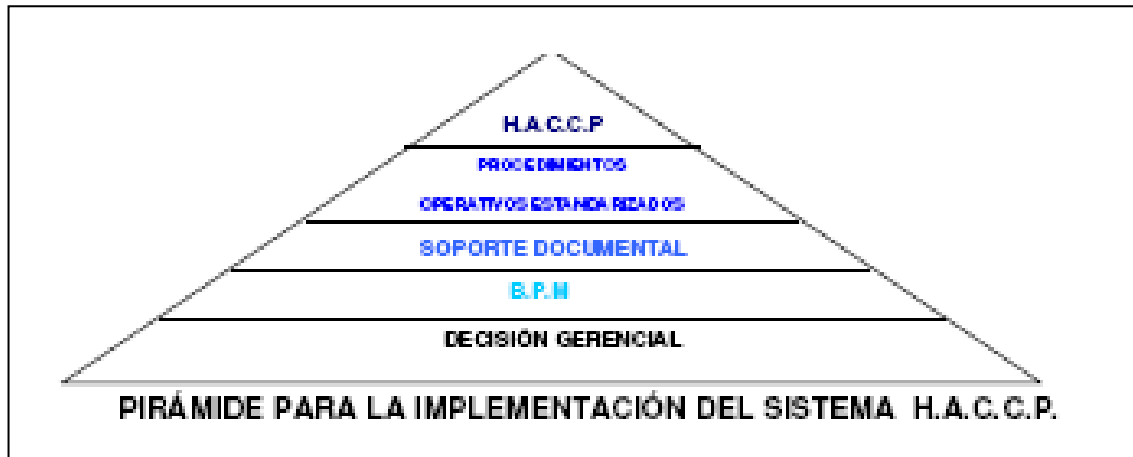 H.A.C.C.P
PROCEDIMIENTOS
OPERATIVOS ESTANDARIZADOS
SOPORTE DOCUMENTAL
B.P.M
DECISIÓN GERENCIAL
PIRÁMIDE PARA LA IMPLEMENTACIÓN DEL SISTEMA H.A.C.C.P.